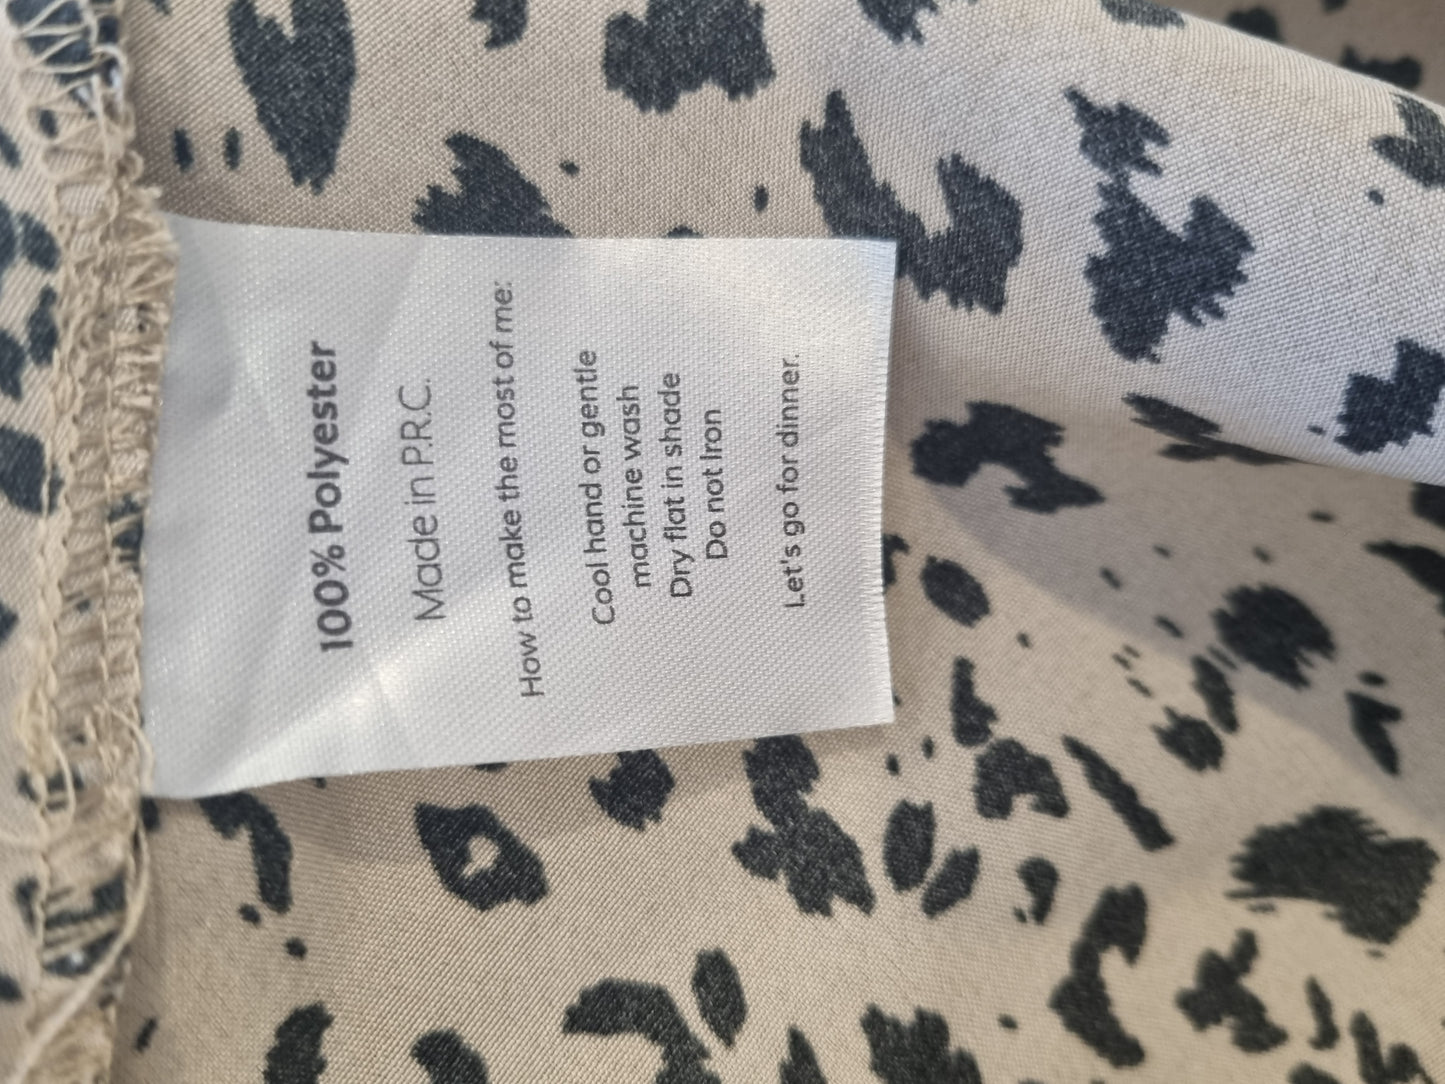 100% Polyester
Made in P.R.C.
How to make the most of me:
Cool hand or gentle
machine wash
Dry flat in shade
Do not Iron
Let's go for dinner.